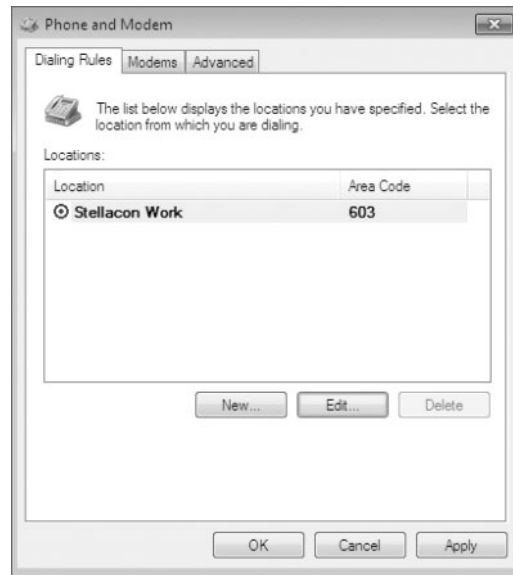 Phone and Modem
Dialing Rules Modems Advanced
The list below displays the locations you have specified. Select the
location from which you are dialing.
Locations:
Location Area Code
Stellacon Work 603
New... Edit... Delete
OK Cancel Apply